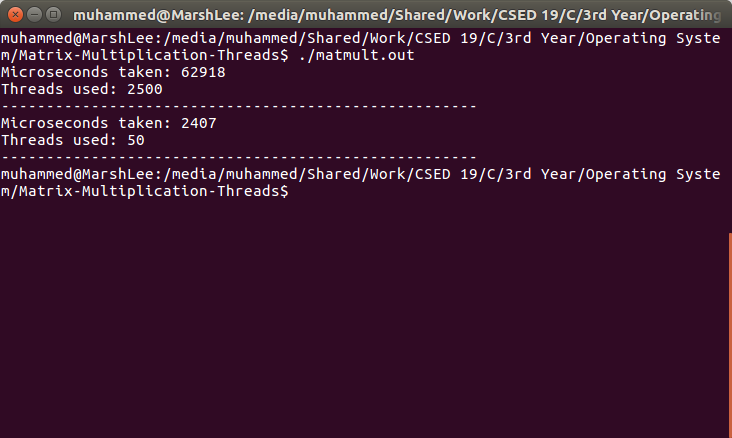 muhammed@MarshLee: /media/muhammed/Shared/Work/CSED 19/C/3rd Year/Operating
muhammed@MarshLee:/media/muhammed/Shared/Work/CSED 19/C/3rd Year/Operating Syste
m/Matrix-Multiplication-Threads$ ./matmult.out
Microseconds taken: 62918
Threads used: 2500
-----------------------------------------------------
Microseconds taken: 2407
Threads used: 50
-----------------------------------------------------
muhammed@MarshLee:/media/muhammed/Shared/Work/CSED 19/C/3rd Year/Operating Syste
m/Matrix-Multiplication-Threads$